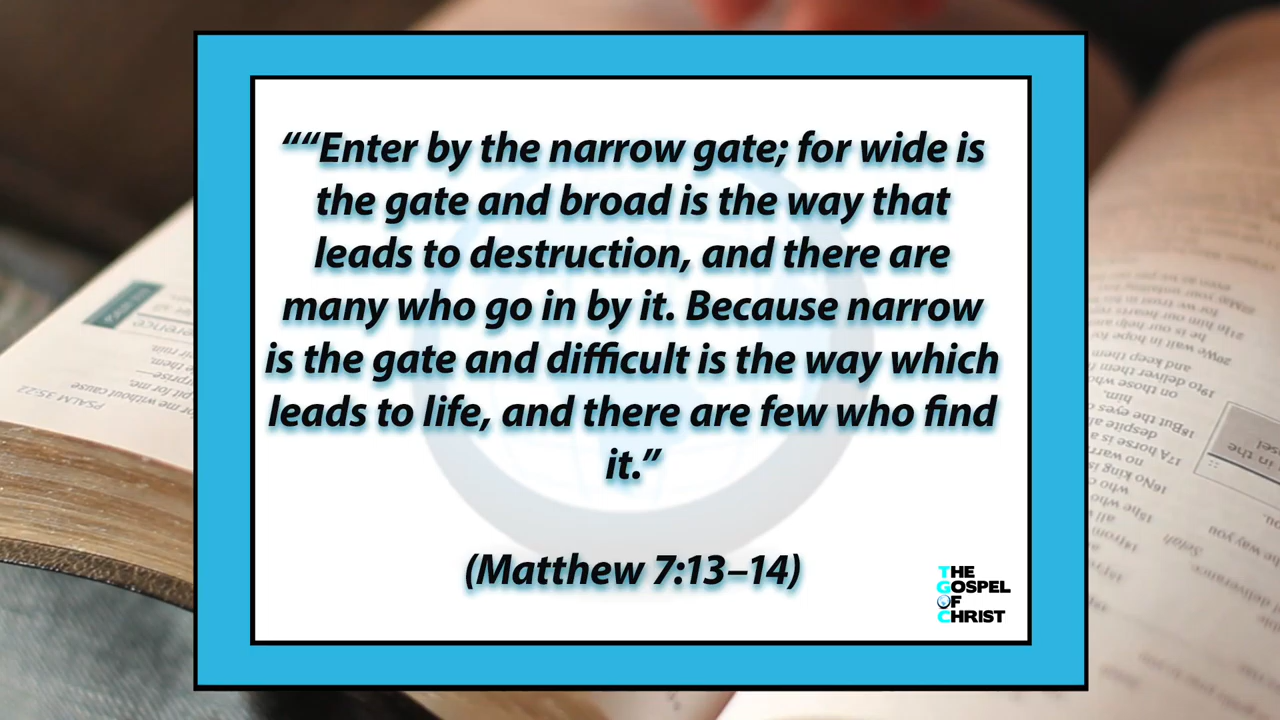 ““Enter by the narrow gate; for wide is
the gate and broad is the way that
leads to destruction, and there are
many who go in by it. Because narrow
is the gate and difficult is the way which
leads to life, and there are few who find
it.”
(Matthew 7:13–14)
THE
GOSPEL
OF
CHRIST
PSALM 35:22